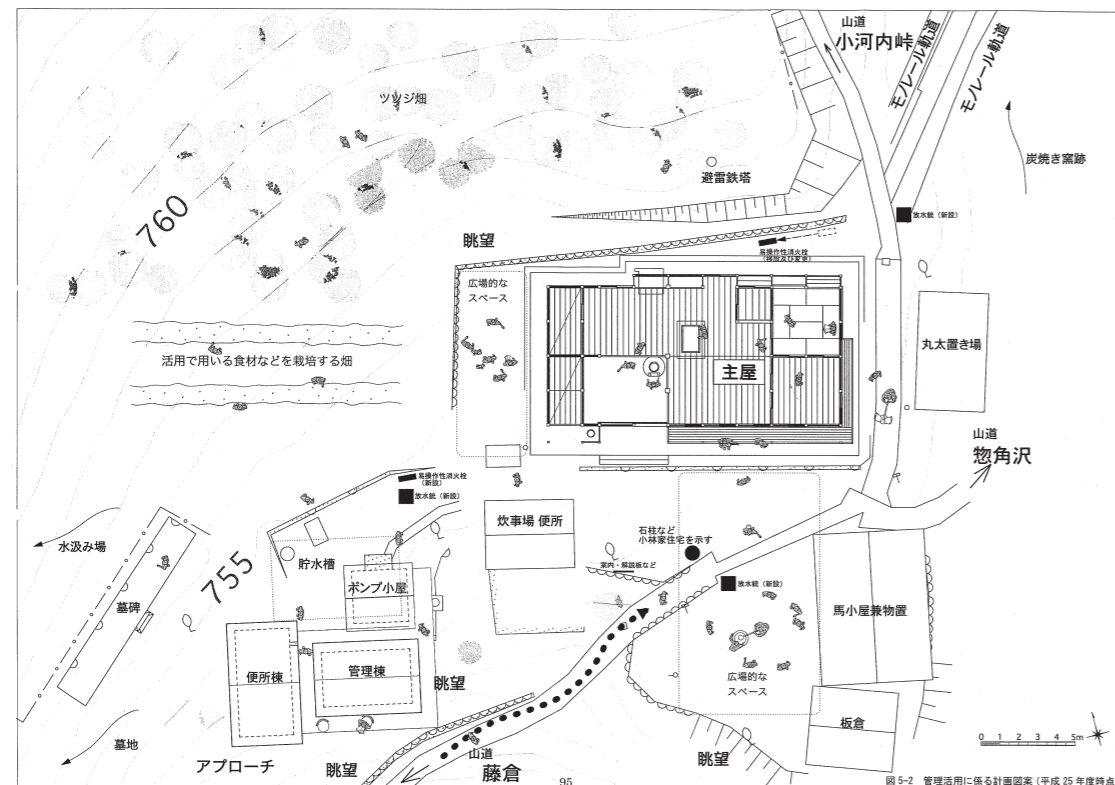 山道
小河内峠
モノレール軌道
モノレール軌道
炭焼き窯跡
ツツジ畑
避雷鉄塔
放水銃（新設）
760
眺望
易操作性消火栓
（移設及び変更）
広場的な
スペース
活用で用いる食材などを栽培する畑
主屋
丸太置き場
山道
惣角沢
易操作性消火栓
（新設）
放水銃（新設）
炊事場 便所
石柱など
小林家住宅を示す
案内・解説板など
放水銃（新設）
水汲み場
755
貯水槽
ポンプ小屋
墓碑
馬小屋兼物置
便所棟
管理棟
眺望
広場的な
スペース
板倉
墓地
アプローチ
眺望
山道
藤倉
眺望
0 1 2 3 4 5m
95
図 5-2 管理活用に係る計画図案（平成 25 年度時点